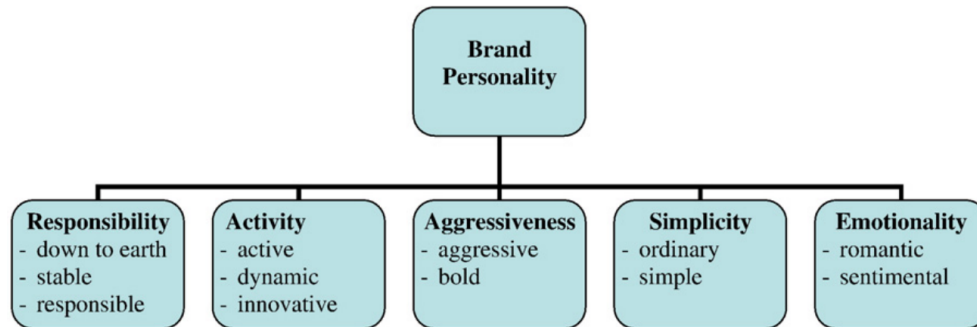 Brand
Personality
Responsibility
- down to earth
- stable
- responsible
Activity
- active
- dynamic
- innovative
Aggressiveness
- aggressive
- bold
Simplicity
- ordinary
- simple
Emotionality
- romantic
- sentimental